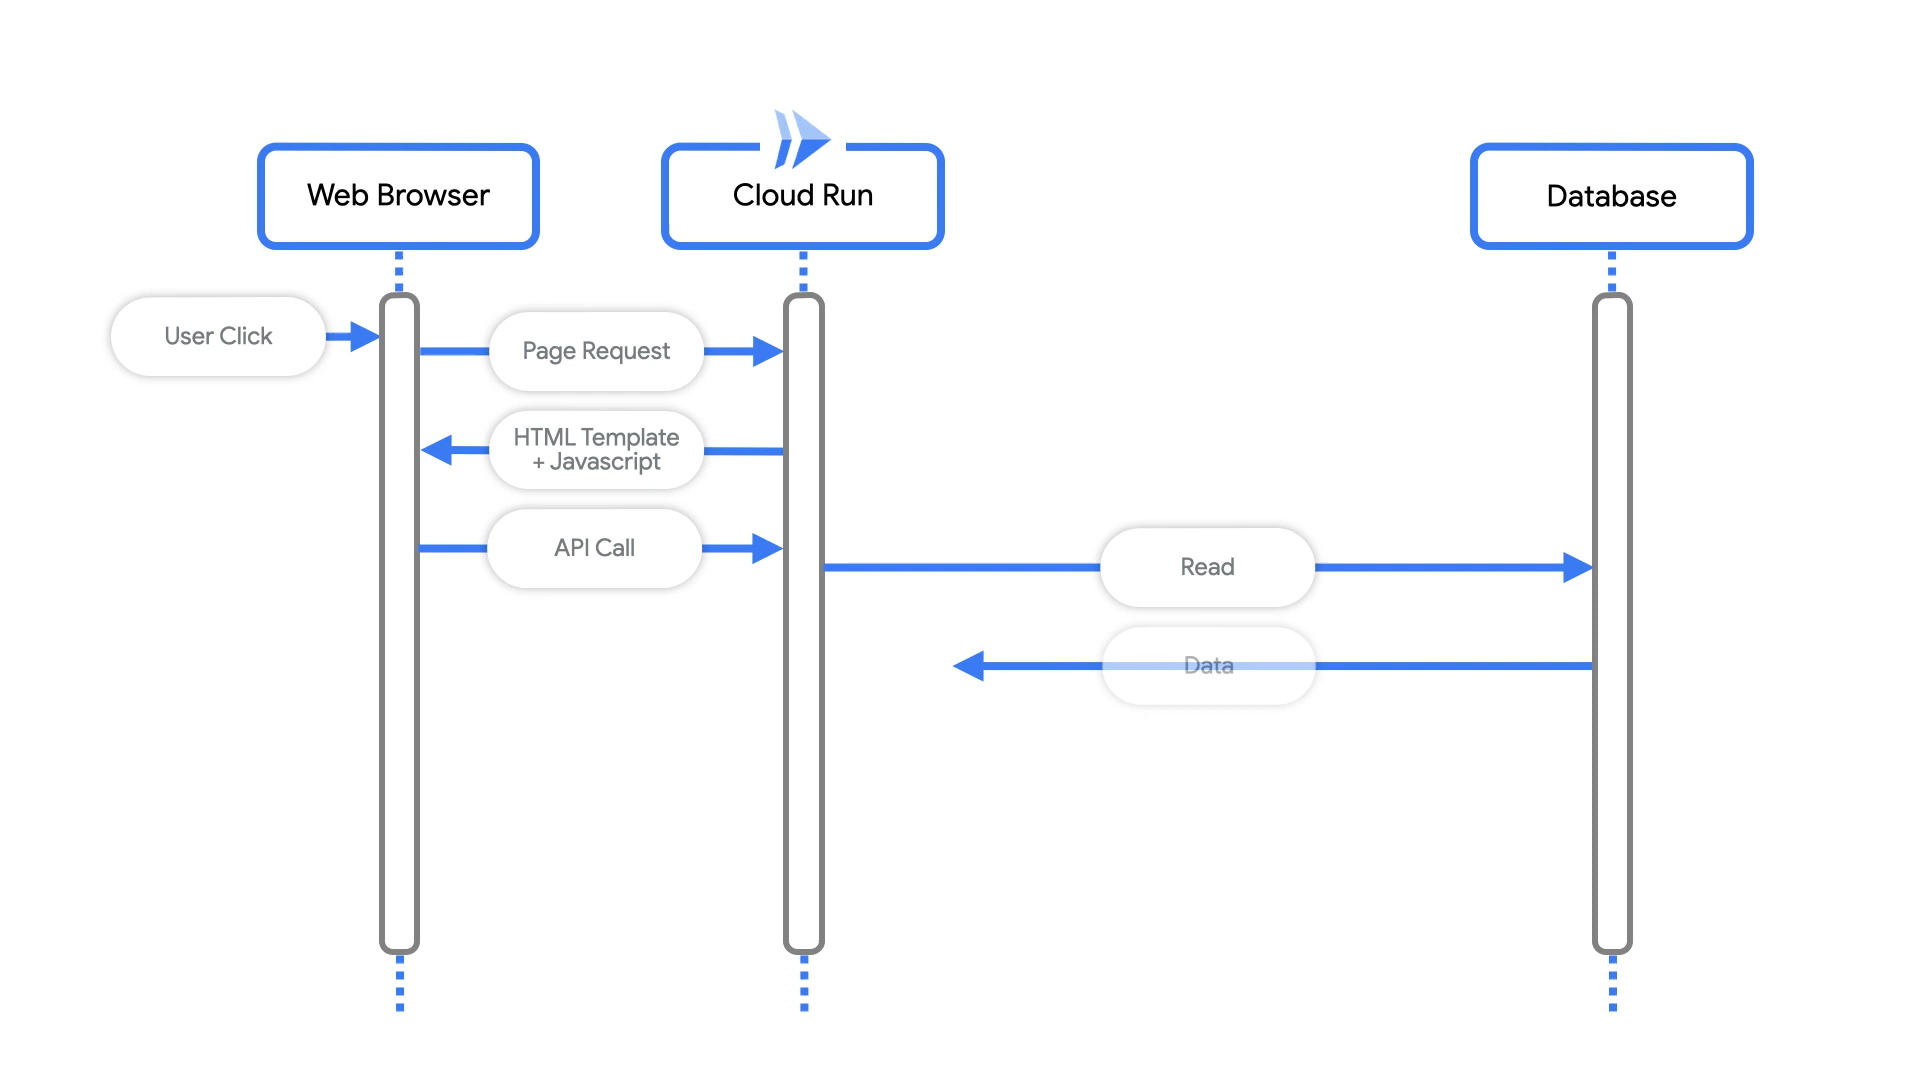 Web Browser
Cloud Run
Database
User Click
Page Request
HTML Template
+ Javascript
API Call
Read
Data